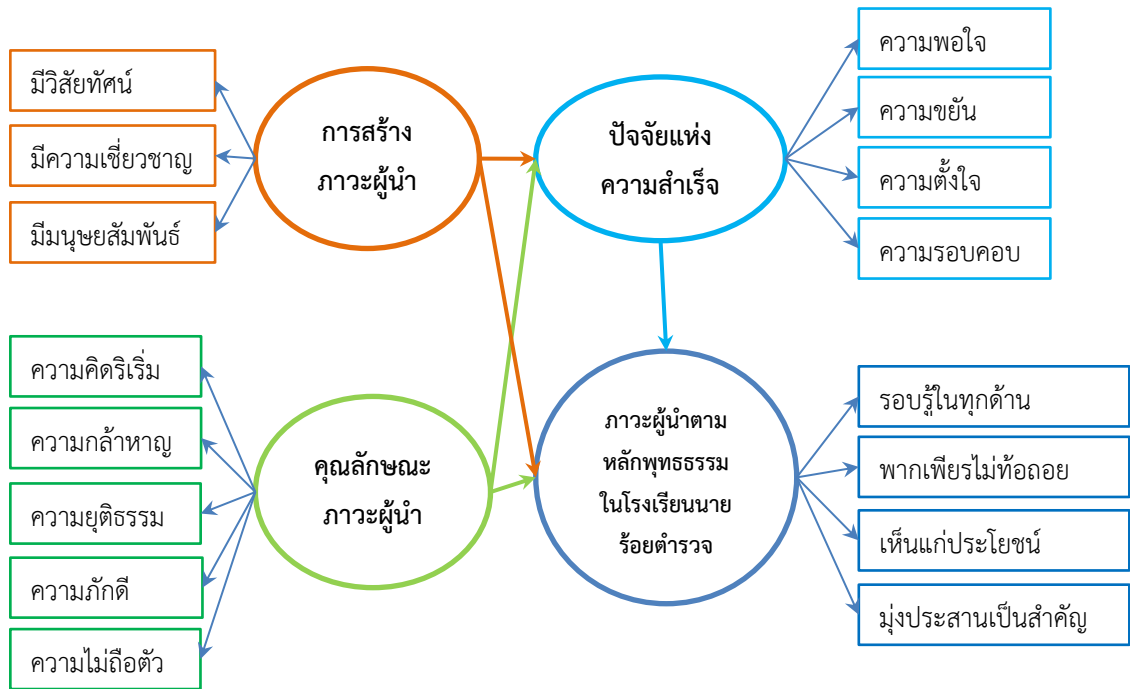 มีวิสัยทัศน์
มีความเชี่ยวชาญ
มีมนุษยสัมพันธ์
การสร้าง
ภาวะผู้นำ
ปัจจัยแห่ง
ความสำเร็จ
ความพอใจ
ความขยัน
ความตั้งใจ
ความรอบคอบ
ความคิดริเริ่ม
ความกล้าหาญ
ความยุติธรรม
ความภักดี
ความไม่ถือตัว
คุณลักษณะ
ภาวะผู้นำ
ภาวะผู้นำตาม
หลักพุทธธรรม
ในโรงเรียนนาย
ร้อยตำรวจ
รอบรู้ในทุกด้าน
พากเพียรไม่ท้อถอย
เห็นแก่ประโยชน์
มุ่งประสานเป็นสำคัญ